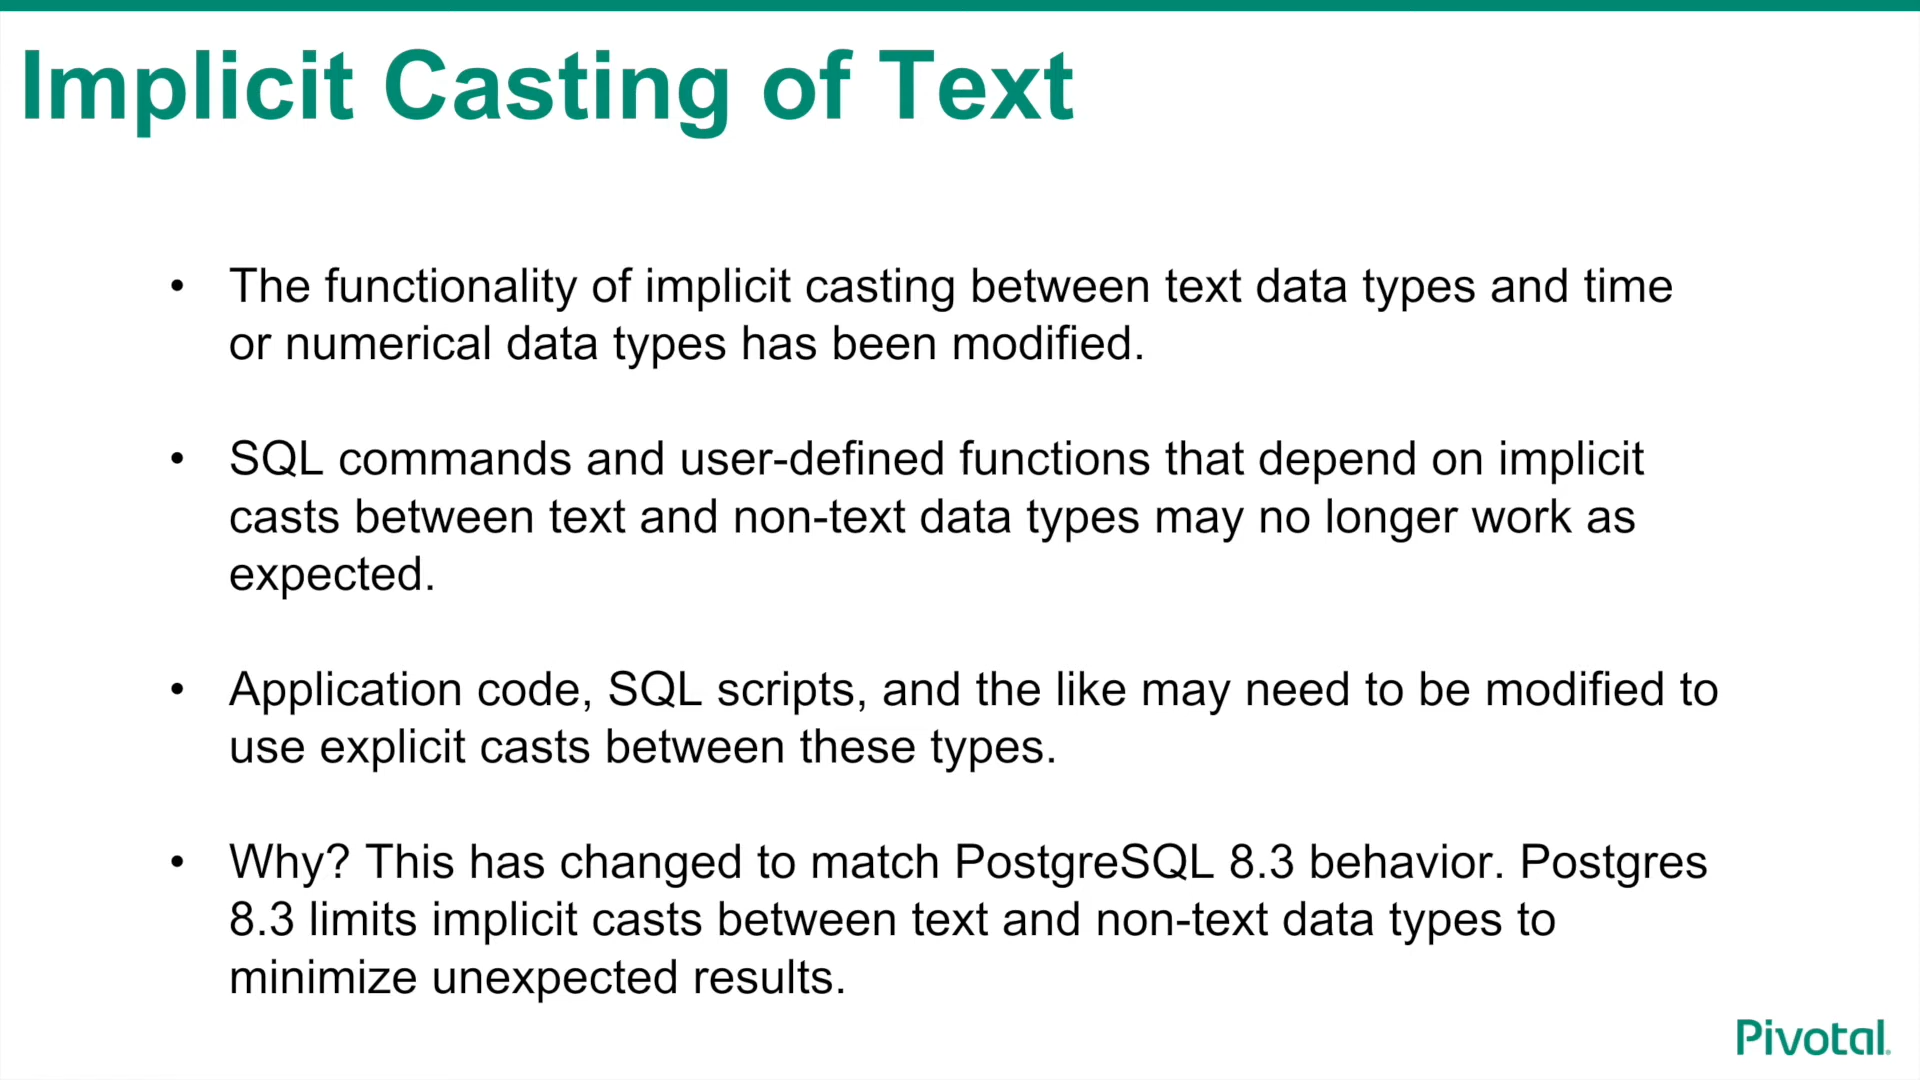 Implicit Casting of Text
• The functionality of implicit casting between text data types and time
or numerical data types has been modified.
• SQL commands and user-defined functions that depend on implicit
casts between text and non-text data types may no longer work as
expected.
• Application code, SQL scripts, and the like may need to be modified to
use explicit casts between these types.
• Why? This has changed to match PostgreSQL 8.3 behavior. Postgres
8.3 limits implicit casts between text and non-text data types to
minimize unexpected results.
Pivotal.